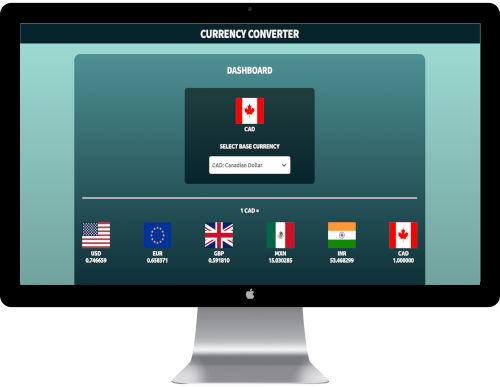 CURRENCY CONVERTER
DASHBOARD
CAD
SELECT BASE CURRENCY
CAD: Canadian Dollar
1 CAD =
USD EUR GBP MXN INR CAD
0.746659 0.658371 0.591810 15.030285 53.468299 1.000000